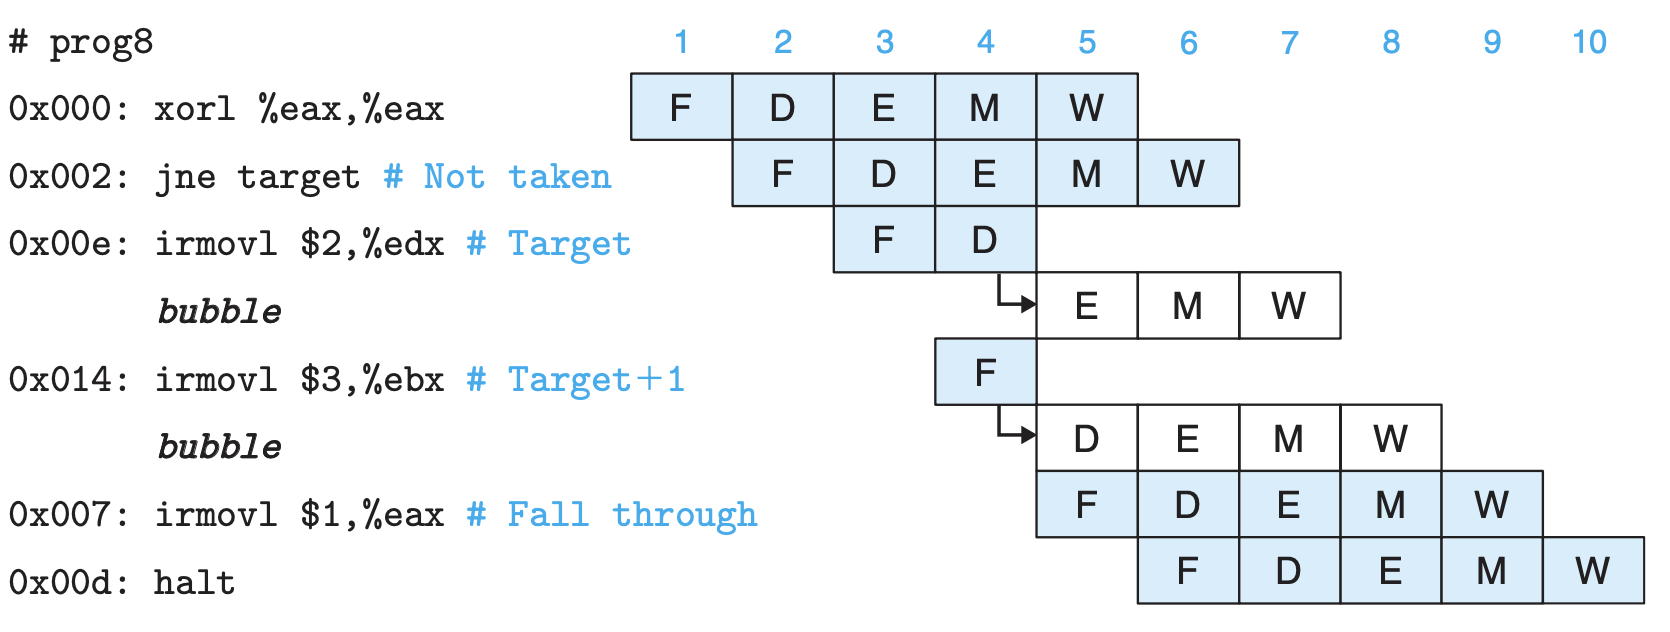 # prog8 1 2 3 4 5 6 7 8 9 10
0x000: xorl %eax,%eax F D E M W
0x002: jne target # Not taken F D E M W
0x00e: irmovl $2,%edx # Target F D
bubble E M W
0x014: irmovl $3,%ebx # Target+1 F
bubble D E M W
0x007: irmovl $1,%eax # Fall through F D E M W
0x00d: halt F D E M W